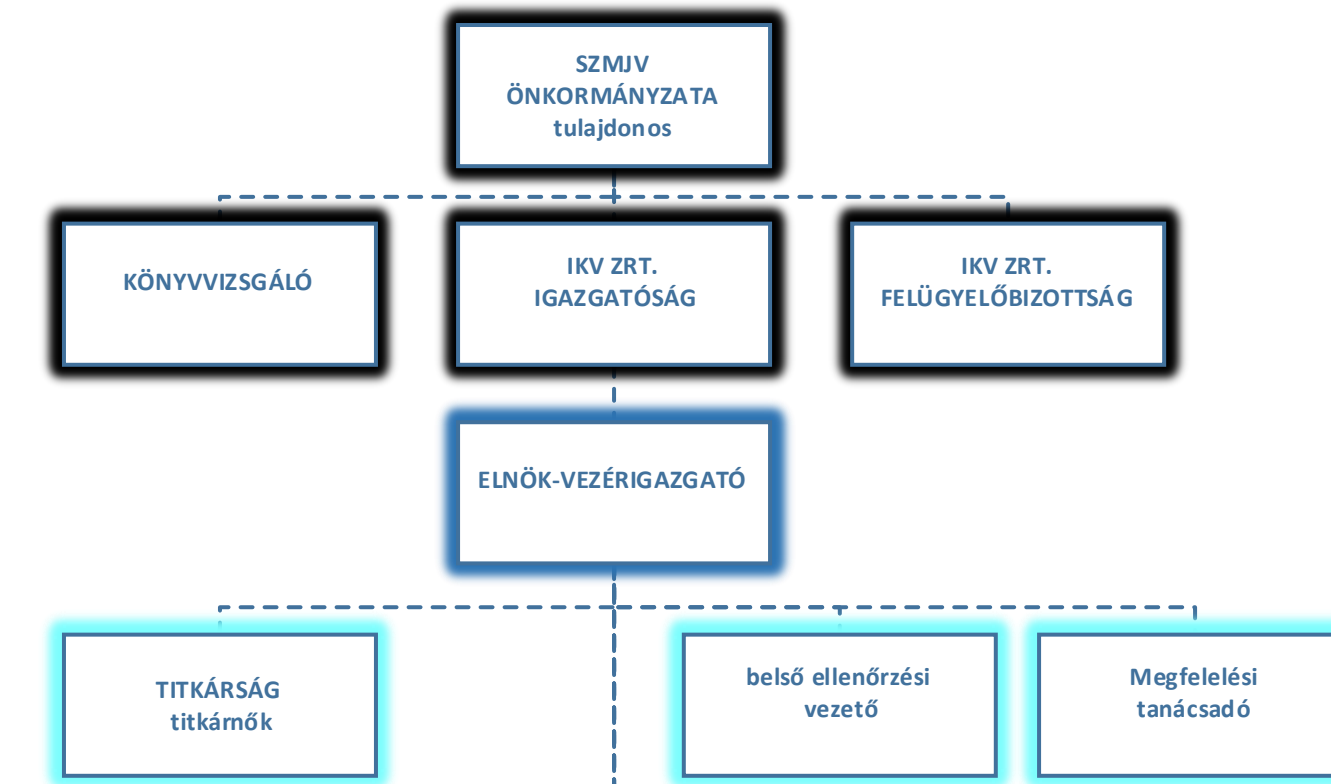 SZMJV
ÖNKORMÁNYZATA
tulajdonos
KÖNYVVIZSGÁLÓ
IKV ZRT.
IGAZGATÓSÁG
IKV ZRT.
FELÜGYELŐBIZOTTSÁG
ELNÖK-VEZÉRIGAZGATÓ
TITKÁRSÁG
titkárnők
belső ellenőrzési
vezető
Megfelelési
tanácsadó